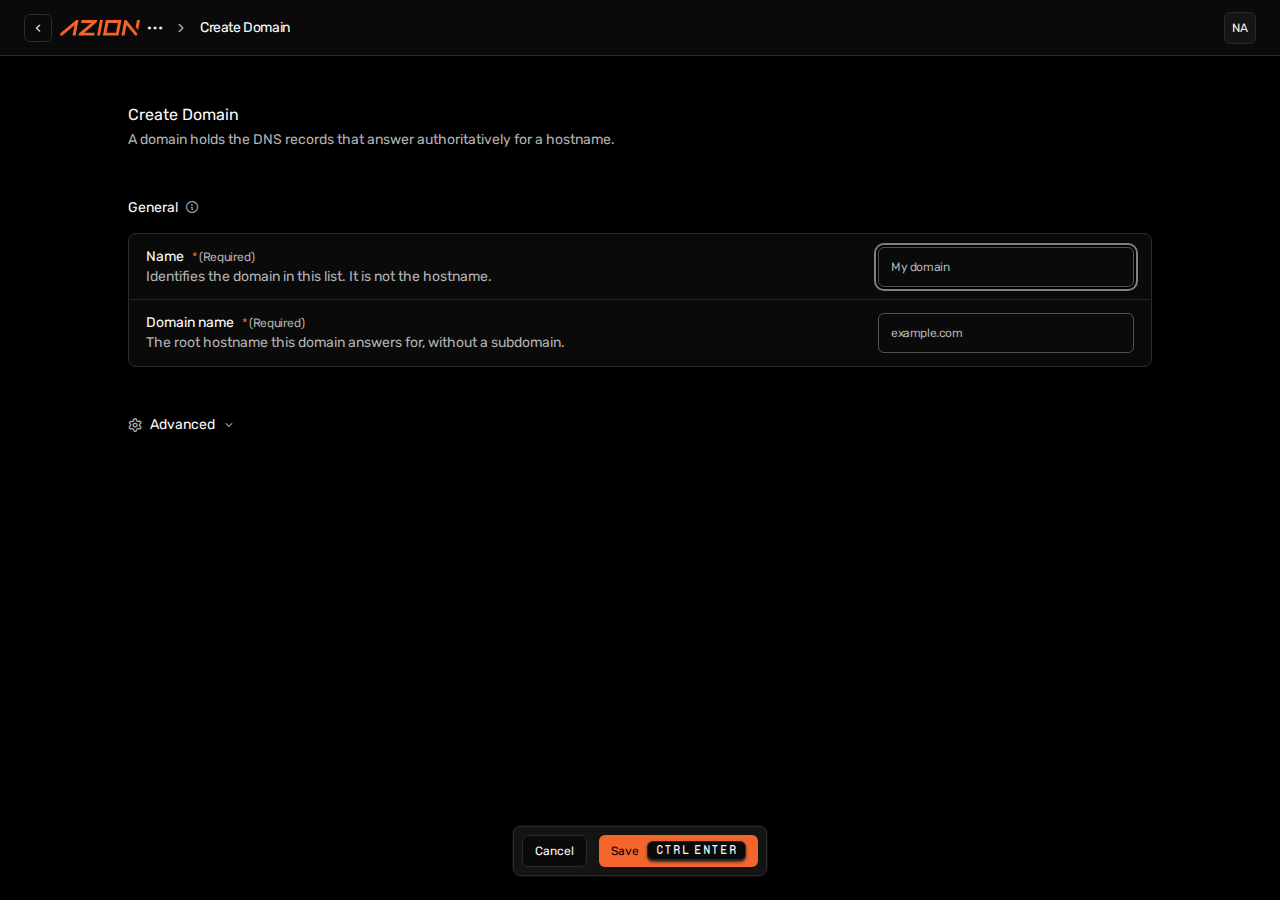 AZION ... > Create Domain
NA
Create Domain
A domain holds the DNS records that answer authoritatively for a hostname.
General
Name * (Required)
Identifies the domain in this list. It is not the hostname.
My domain
Domain name * (Required)
The root hostname this domain answers for, without a subdomain.
example.com
Advanced
Cancel
Save CTRL ENTER